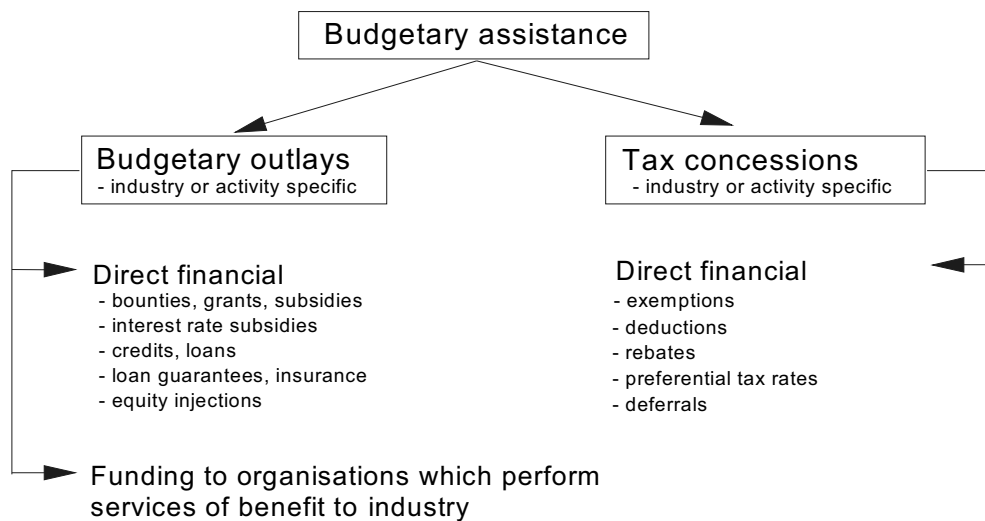 Budgetary assistance
Budgetary outlays
- industry or activity specific
Tax concessions
- industry or activity specific
Direct financial
- bounties, grants, subsidies
- interest rate subsidies
- credits, loans
- loan guarantees, insurance
- equity injections
Direct financial
- exemptions
- deductions
- rebates
- preferential tax rates
- deferrals
Funding to organisations which perform
services of benefit to industry